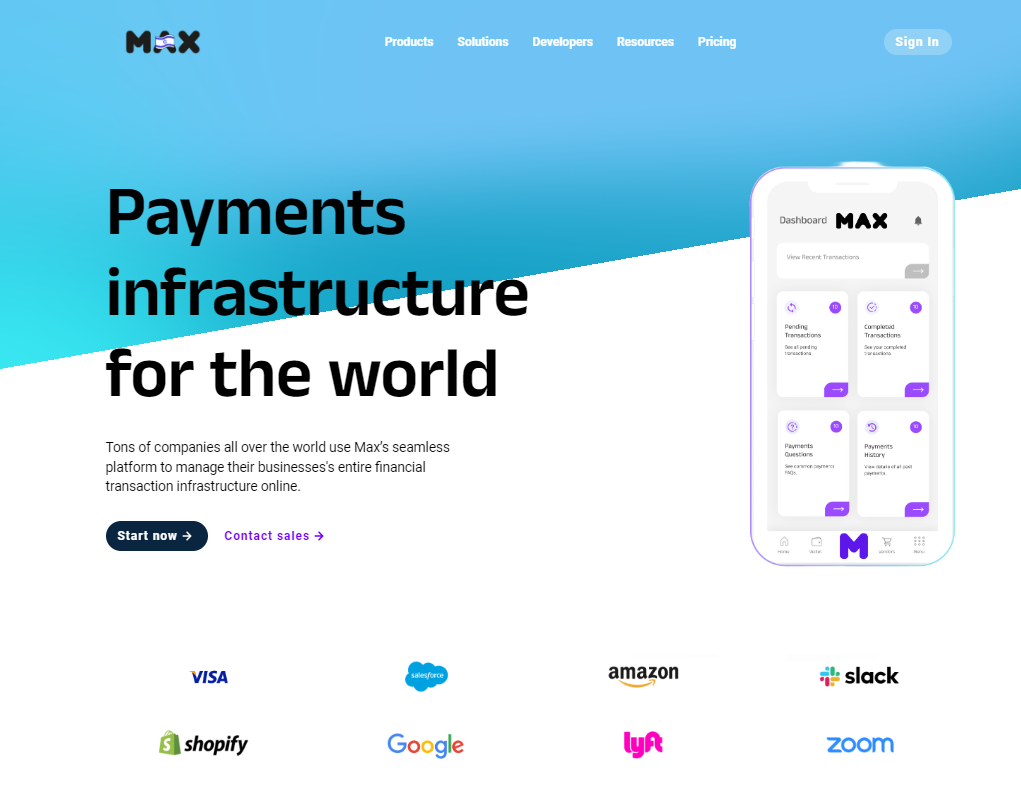 MAX
Products
Solutions
Developers
Resources
Pricing
Sign In
Payments
infrastructure
for the world
Tons of companies all over the world use Max's seamless
platform to manage their businesses's entire financial
transaction infrastructure online.
Start now →
Contact sales →
Dashboard MAX
View Recent Transactions
10
Pending
Transactions
See all pending
transactions.
10
Completed
Transactions
See your completed
transactions.
10
Payments
Questions
See common payments
FAQs.
10
Payments
History
View details of all past
payments.
Home
Wallet
M
Vendors
Menu
VISA
salesforce
amazon
slack
shopify
Google
lyft
zoom